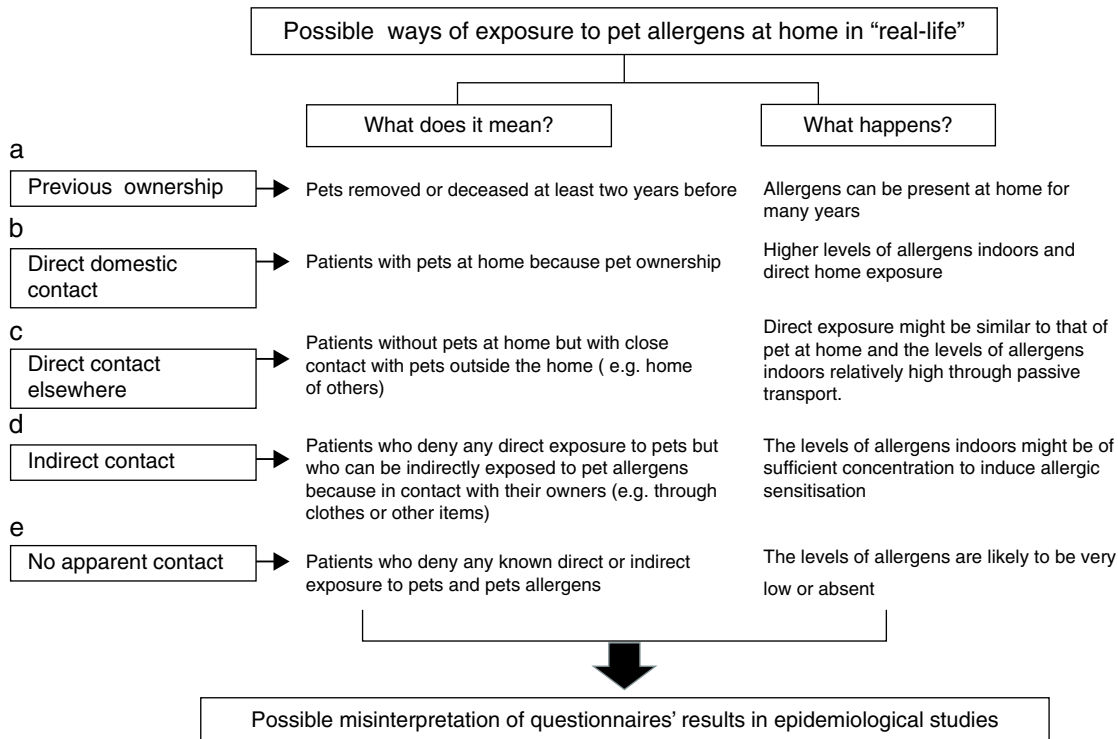 Possible ways of exposure to pet allergens at home in “real-life”
What does it mean?
What happens?
a
Previous ownership
Pets removed or deceased at least two years before
Allergens can be present at home for
many years
b
Direct domestic
contact
Patients with pets at home because pet ownership
Higher levels of allergens indoors and
direct home exposure
c
Direct contact
elsewhere
Patients without pets at home but with close
contact with pets outside the home ( e.g. home
of others)
Direct exposure might be similar to that of
pet at home and the levels of allergens
indoors relatively high through passive
transport.
d
Indirect contact
Patients who deny any direct exposure to pets but
who can be indirectly exposed to pet allergens
because in contact with their owners (e.g. through
clothes or other items)
The levels of allergens indoors might be of
sufficient concentration to induce allergic
sensitisation
e
No apparent contact
Patients who deny any known direct or indirect
exposure to pets and pets allergens
The levels of allergens are likely to be very
low or absent
Possible misinterpretation of questionnaires’ results in epidemiological studies